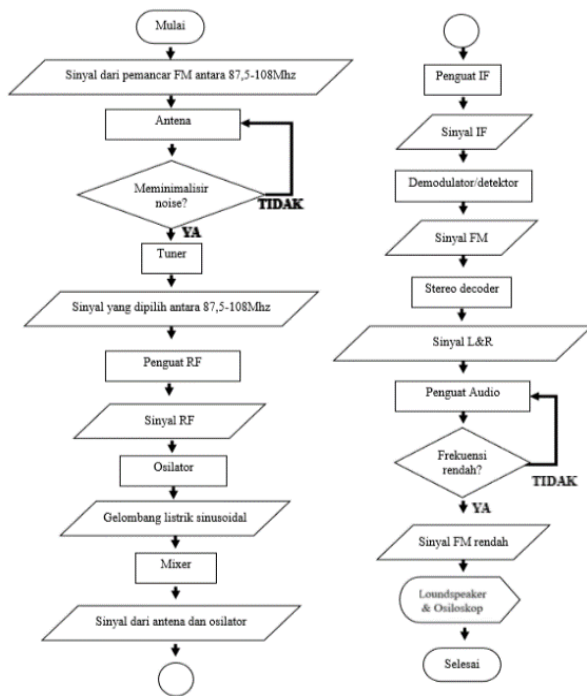 Mulai
Sinyal dari pemancar FM antara 87,5-108Mhz
Antena
Meminimalisir
noise?
TIDAK
YA
Tuner
Sinyal yang dipilih antara 87,5-108Mhz
Penguat RF
Sinyal RF
Osilator
Gelombang listrik sinusoidal
Mixer
Sinyal dari antena dan osilator
Penguat IF
Sinyal IF
Demodulator/detektor
Sinyal FM
Stereo decoder
Sinyal L&R
Penguat Audio
Frekuensi
rendah?
TIDAK
YA
Sinyal FM rendah
Loundspeaker
& Osiloskop
Selesai